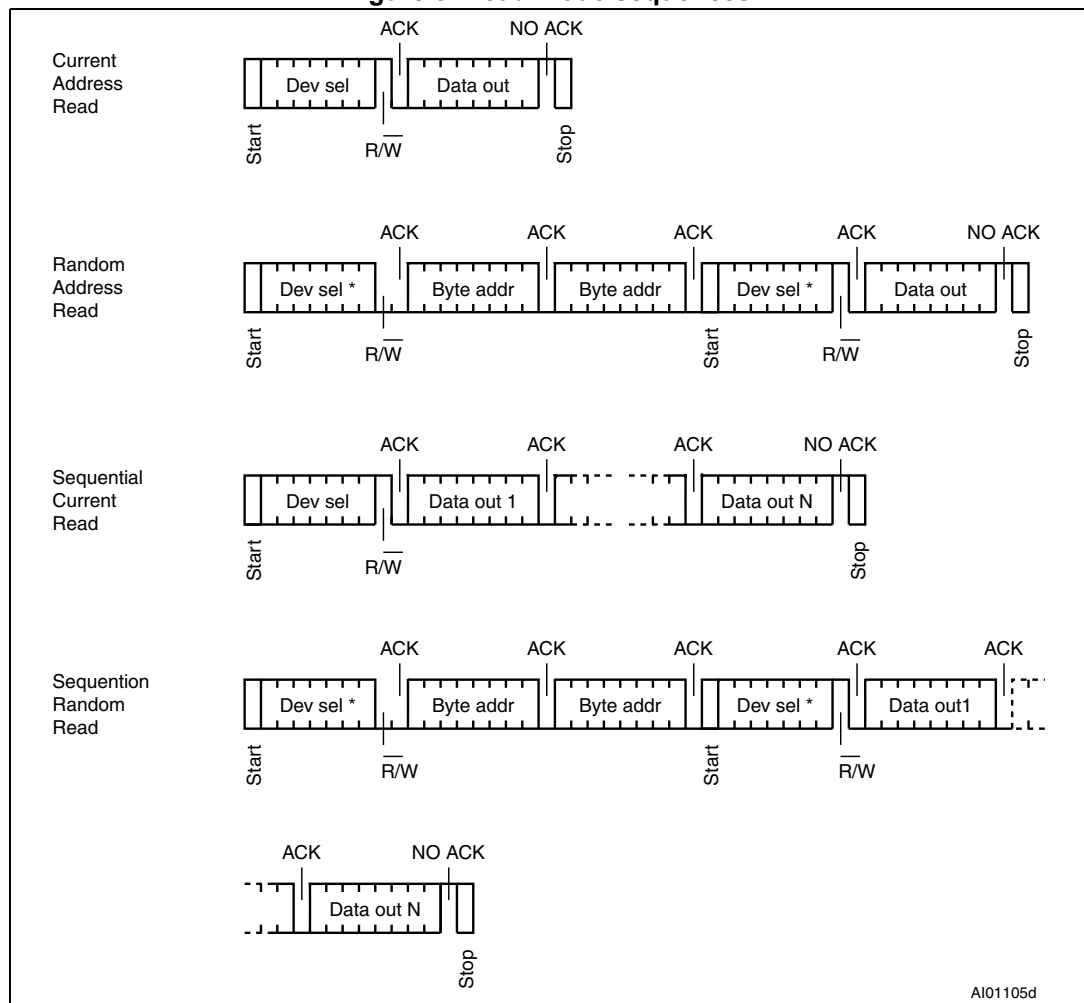 ACK NO ACK
Current
Address
Read
Dev sel Data out
Start R/W̅ Stop
ACK ACK ACK ACK NO ACK
Random
Address
Read
Dev sel * Byte addr Byte addr Dev sel * Data out
Start R/W̅ Start R/W̅ Stop
ACK ACK ACK NO ACK
Sequential
Current
Read
Dev sel Data out 1 Data out N
Start R/W̅ Stop
ACK ACK ACK ACK ACK
Sequention
Random
Read
Dev sel * Byte addr Byte addr Dev sel * Data out1
Start R̅/W Start R̅/W
ACK NO ACK
Data out N
Stop
AI01105d